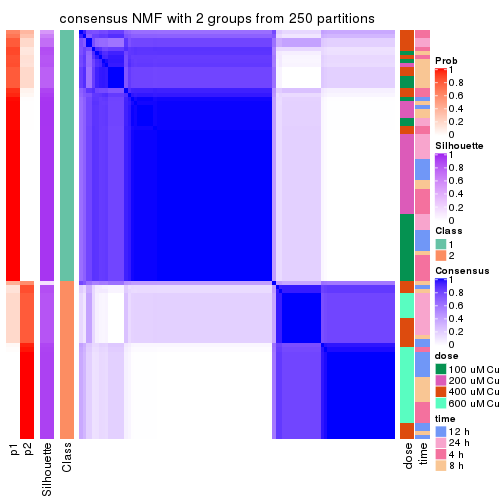 consensus NMF with 2 groups from 250 partitions
Prob
1
0.8
0.6
0.4
0.2
0
Silhouette
1
0.8
0.6
0.4
0.2
0
Class
1
2
Consensus
1
0.8
0.6
0.4
0.2
0
dose
100 uM Cu
200 uM Cu
400 uM Cu
600 uM Cu
time
12 h
24 h
4 h
8 h
p1
p2
Silhouette
Class
dose
time